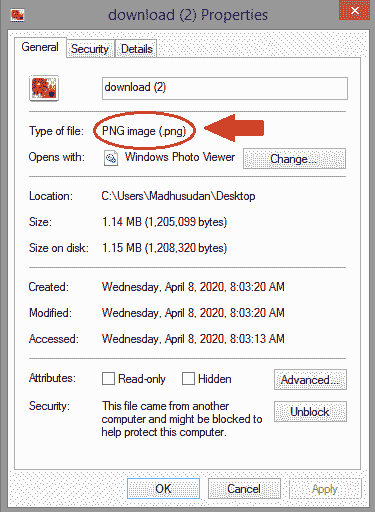 download (2) Properties
General Security Details
download (2)
Type of file: PNG image (.png)
Opens with: Windows Photo Viewer Change...
Location: C:\Users\Madhusudan\Desktop
Size: 1.14 MB (1,205,099 bytes)
Size on disk: 1.15 MB (1,208,320 bytes)
Created: Wednesday, April 8, 2020, 8:03:20 AM
Modified: Wednesday, April 8, 2020, 8:03:20 AM
Accessed: Wednesday, April 8, 2020, 8:03:13 AM
Attributes: Read-only Hidden Advanced...
Security: This file came from another Unblock
computer and might be blocked to
help protect this computer.
OK Cancel Apply